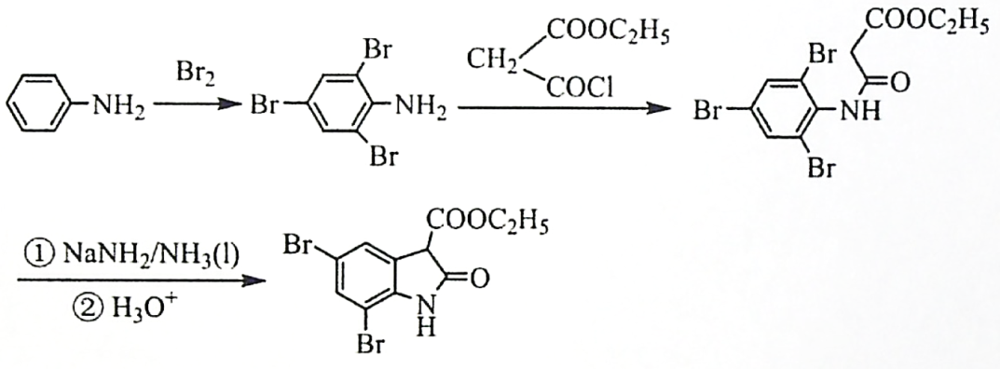 NH₂
Br₂
Br
Br
NH₂
Br
CH₂
COOC₂H₅
COCl
COOC₂H₅
Br
O
Br
NH
Br
① NaNH₂/NH₃(l)
② H₃O⁺
COOC₂H₅
Br
O
N
H
Br